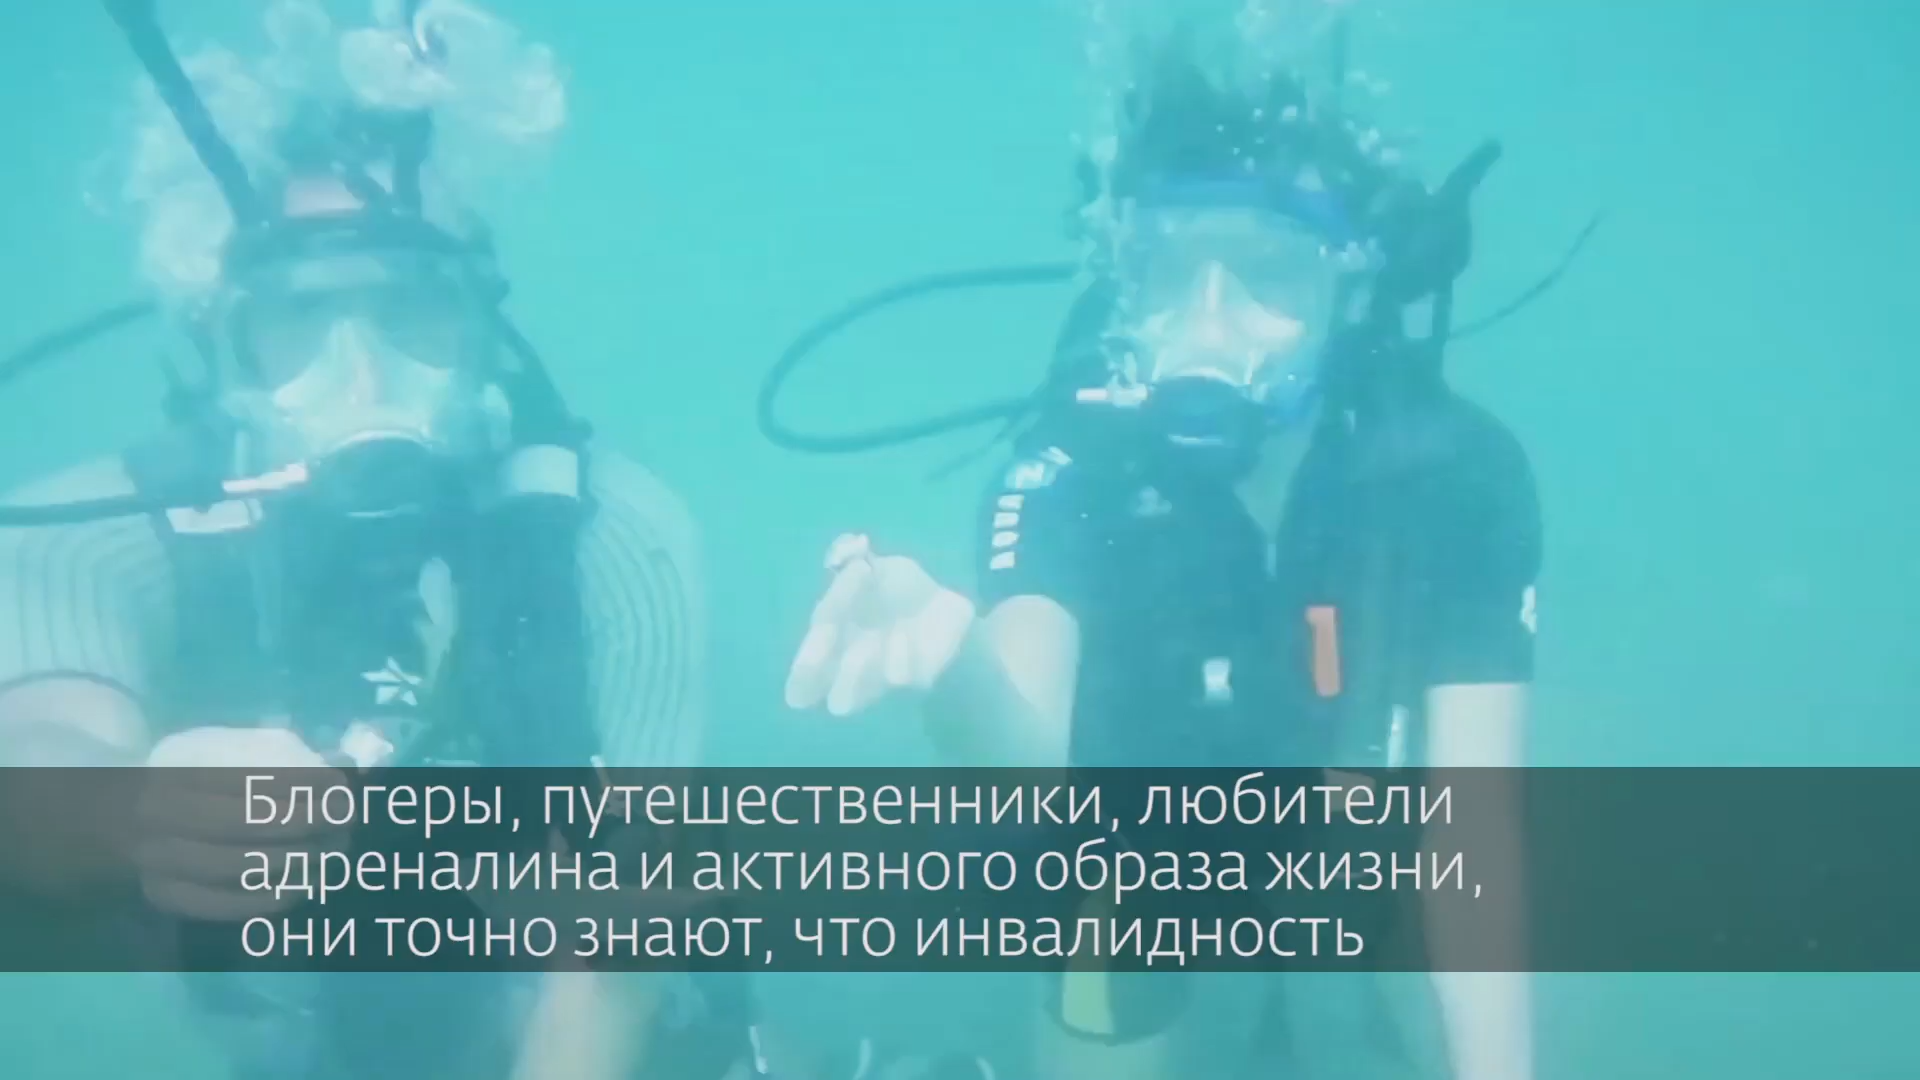 Блогеры, путешественники, любители
адреналина и активного образа жизни,
они точно знают, что инвалидность